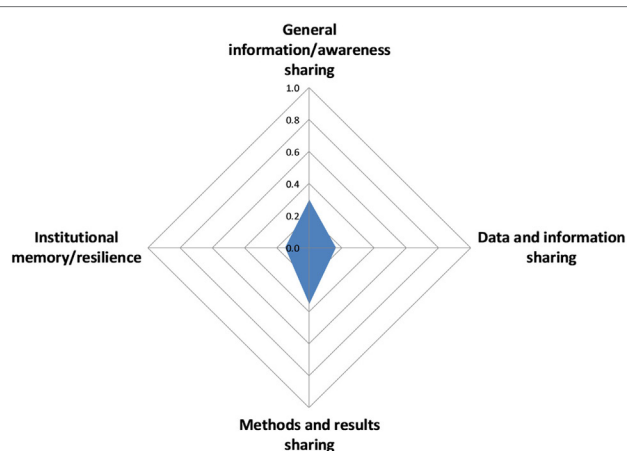 General
information/awareness
sharing
1.0
0.8
0.6
0.4
0.2
0.0
Institutional
memory/resilience
Data and information
sharing
Methods and results
sharing